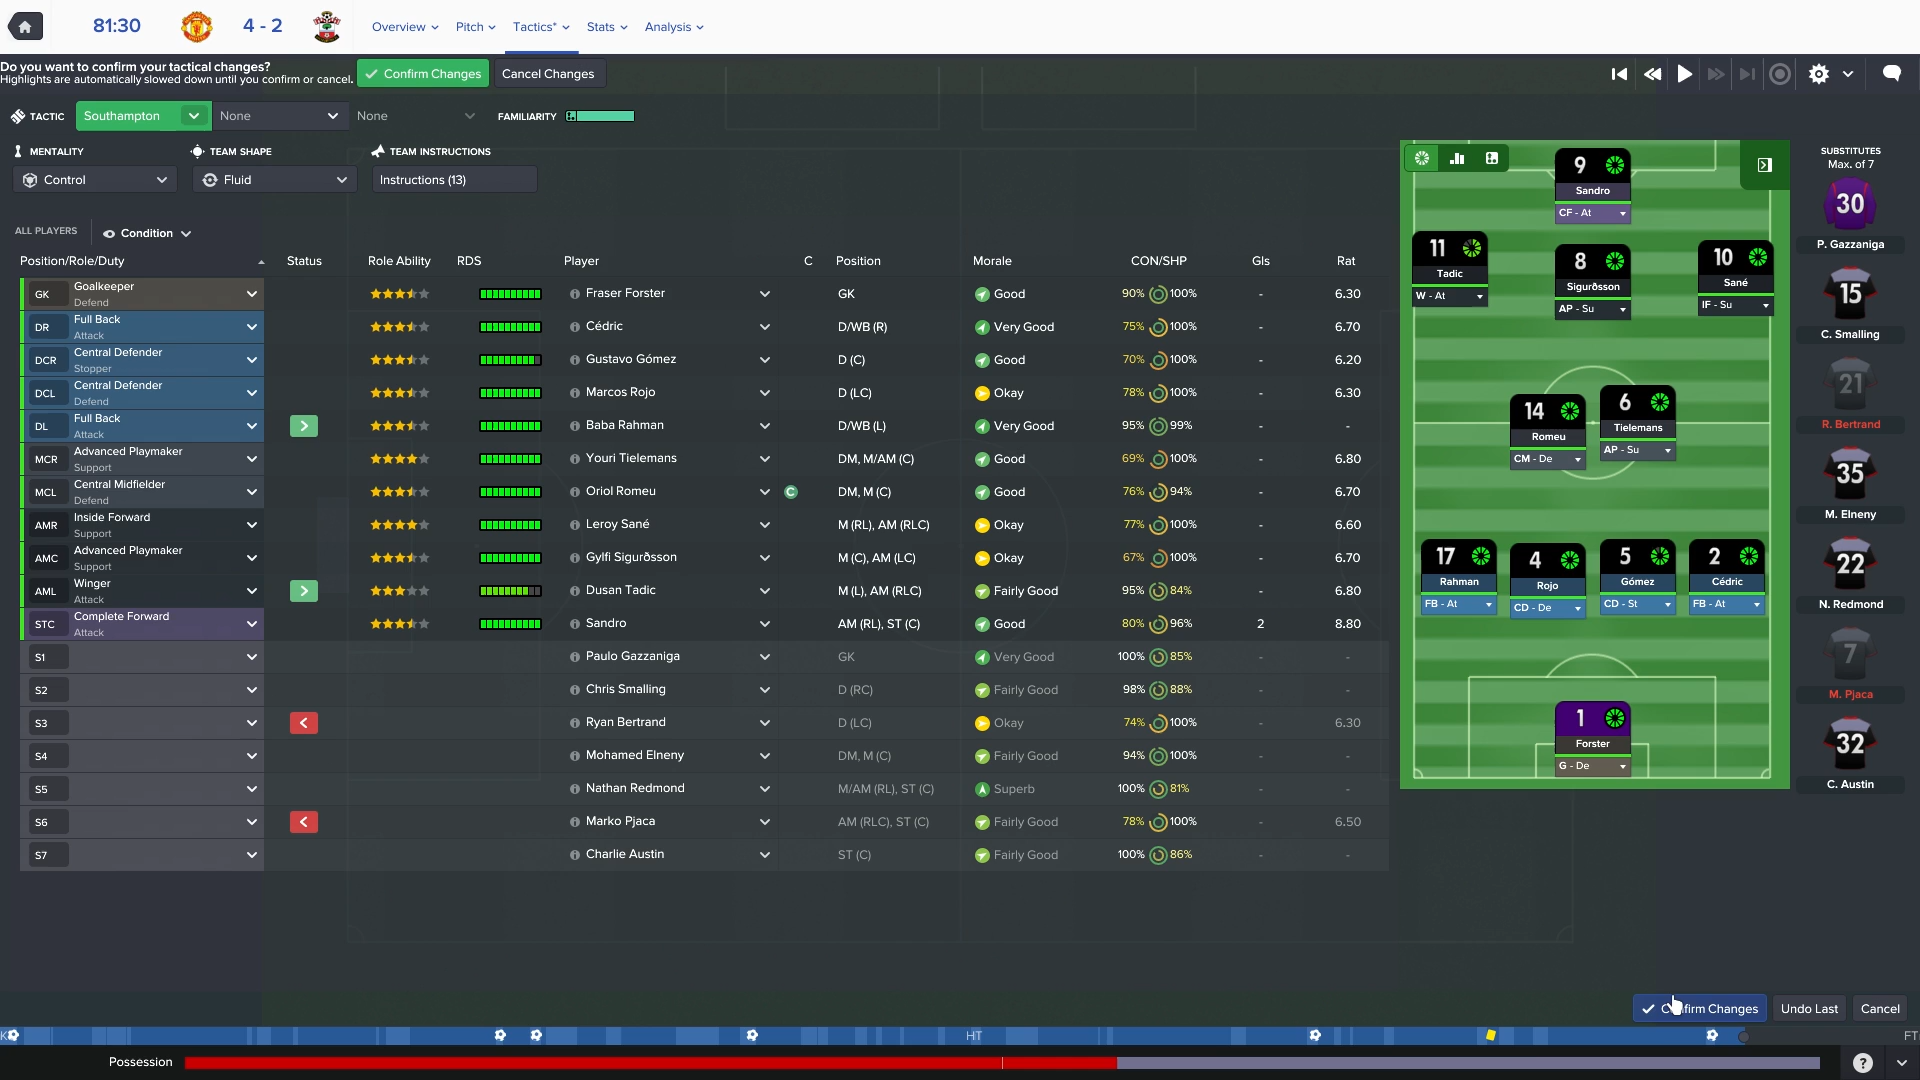 81:30
4 - 2
Overview
Pitch
Tactics*
Stats
Analysis
Do you want to confirm your tactical changes?
Highlights are automatically slowed down until you confirm or cancel.
Confirm Changes
Cancel Changes
TACTIC
Southampton
None
None
FAMILIARITY
MENTALITY
TEAM SHAPE
TEAM INSTRUCTIONS
Control
Fluid
Instructions (13)
ALL PLAYERS
Condition
Position/Role/Duty Status Role Ability RDS Player C Position Morale CON/SHP Gls Rat
GK Goalkeeper Defend Fraser Forster GK Good 90% 100% - 6.30
DR Full Back Attack Cédric D/WB (R) Very Good 75% 100% - 6.70
DCR Central Defender Stopper Gustavo Gómez D (C) Good 70% 100% - 6.20
DCL Central Defender Defend Marcos Rojo D (LC) Okay 78% 100% - 6.30
DL Full Back Attack Baba Rahman D/WB (L) Very Good 95% 99% - -
MCR Advanced Playmaker Support Youri Tielemans DM, M/AM (C) Good 69% 100% - 6.80
MCL Central Midfielder Defend Oriol Romeu C DM, M (C) Good 76% 94% - 6.70
AMR Inside Forward Support Leroy Sané M (RL), AM (RLC) Okay 77% 100% - 6.60
AMC Advanced Playmaker Support Gylfi Sigurðsson M (C), AM (LC) Okay 67% 100% - 6.70
AML Winger Attack Dusan Tadic M (L), AM (RLC) Fairly Good 95% 84% - 6.80
STC Complete Forward Attack Sandro AM (RL), ST (C) Good 80% 96% 2 8.80
S1 Paulo Gazzaniga GK Very Good 100% 85% - -
S2 Chris Smalling D (RC) Fairly Good 98% 88% - -
S3 Ryan Bertrand D (LC) Okay 74% 100% - 6.30
S4 Mohamed Elneny DM, M (C) Fairly Good 94% 100% - -
S5 Nathan Redmond M/AM (RL), ST (C) Superb 100% 81% - -
S6 Marko Pjaca AM (RLC), ST (C) Fairly Good 78% 100% - 6.50
S7 Charlie Austin ST (C) Fairly Good 100% 86% - -
9
Sandro
CF - At
11
Tadic
W - At
8
Sigurðsson
AP - Su
10
Sané
IF - Su
14
Romeu
CM - De
6
Tielemans
AP - Su
17
Rahman
FB - At
4
Rojo
CD - De
5
Gómez
CD - St
2
Cédric
FB - At
1
Forster
G - De
SUBSTITUTES
Max. of 7
30
P. Gazzaniga
15
C. Smalling
21
R. Bertrand
35
M. Elneny
22
N. Redmond
7
M. Pjaca
32
C. Austin
Confirm Changes
Undo Last
Cancel
HT
FT
Possession
?